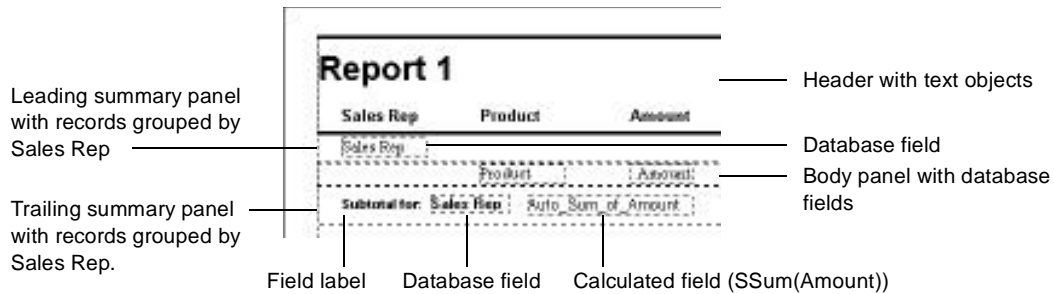 Report 1
Header with text objects
Leading summary panel
with records grouped by
Sales Rep
Sales Rep Product Amount
Sales Rep
Database field
Product Amount
Body panel with database
fields
Trailing summary panel
with records grouped by
Sales Rep.
Subtotal for: Sales Rep Auto_Sum_of_Amount
Field label Database field Calculated field (SSum(Amount))